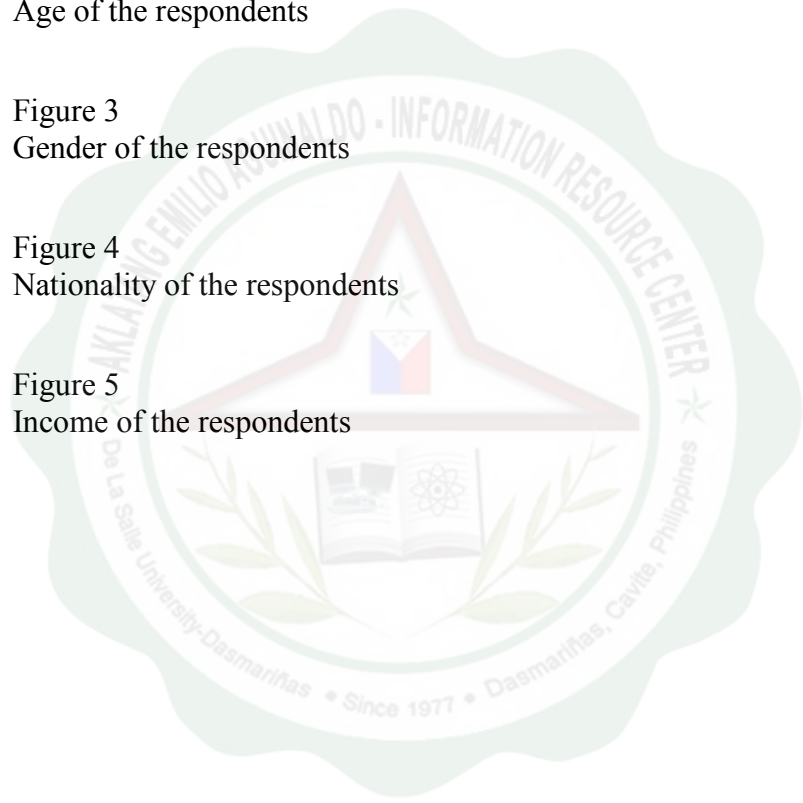 Age of the respondents
Figure 3
Gender of the respondents
Figure 4
Nationality of the respondents
Figure 5
Income of the respondents
AKLATANG EMILIO AGUINALDO - INFORMATION RESOURCE CENTER
De La Salle University-Dasmariñas • Since 1977 • Dasmariñas, Cavite, Philippines